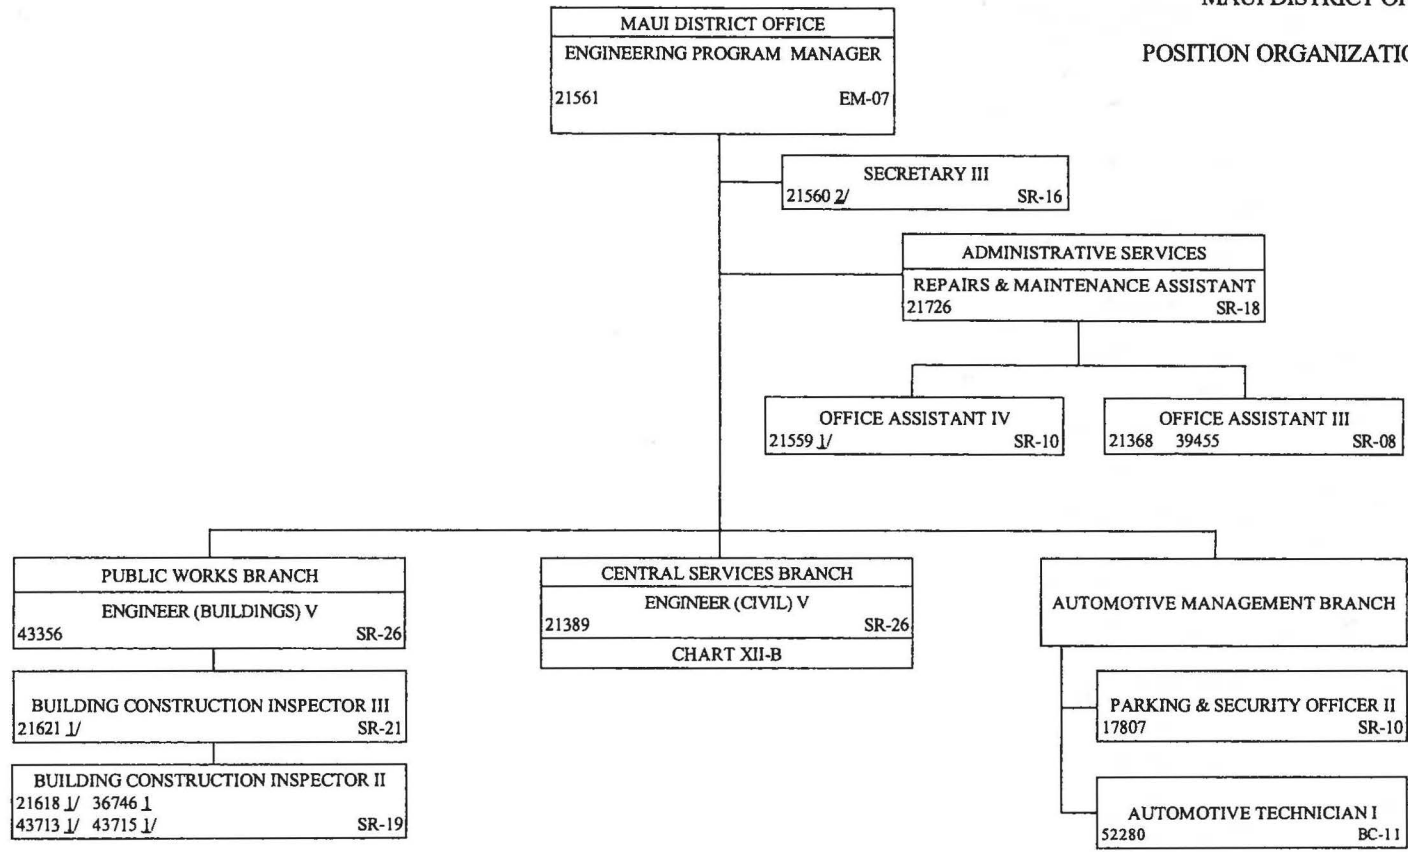 MAUI DISTRICT OF
POSITION ORGANIZATIO
MAUI DISTRICT OFFICE
ENGINEERING PROGRAM MANAGER
21561 EM-07
SECRETARY III
21560 2/ SR-16
ADMINISTRATIVE SERVICES
REPAIRS & MAINTENANCE ASSISTANT
21726 SR-18
OFFICE ASSISTANT IV
21559 1/ SR-10
OFFICE ASSISTANT III
21368 39455 SR-08
PUBLIC WORKS BRANCH
ENGINEER (BUILDINGS) V
43356 SR-26
BUILDING CONSTRUCTION INSPECTOR III
21621 1/ SR-21
BUILDING CONSTRUCTION INSPECTOR II
21618 1/ 36746 1
43713 1/ 43715 1/ SR-19
CENTRAL SERVICES BRANCH
ENGINEER (CIVIL) V
21389 SR-26
CHART XII-B
AUTOMOTIVE MANAGEMENT BRANCH
PARKING & SECURITY OFFICER II
17807 SR-10
AUTOMOTIVE TECHNICIAN I
52280 BC-11